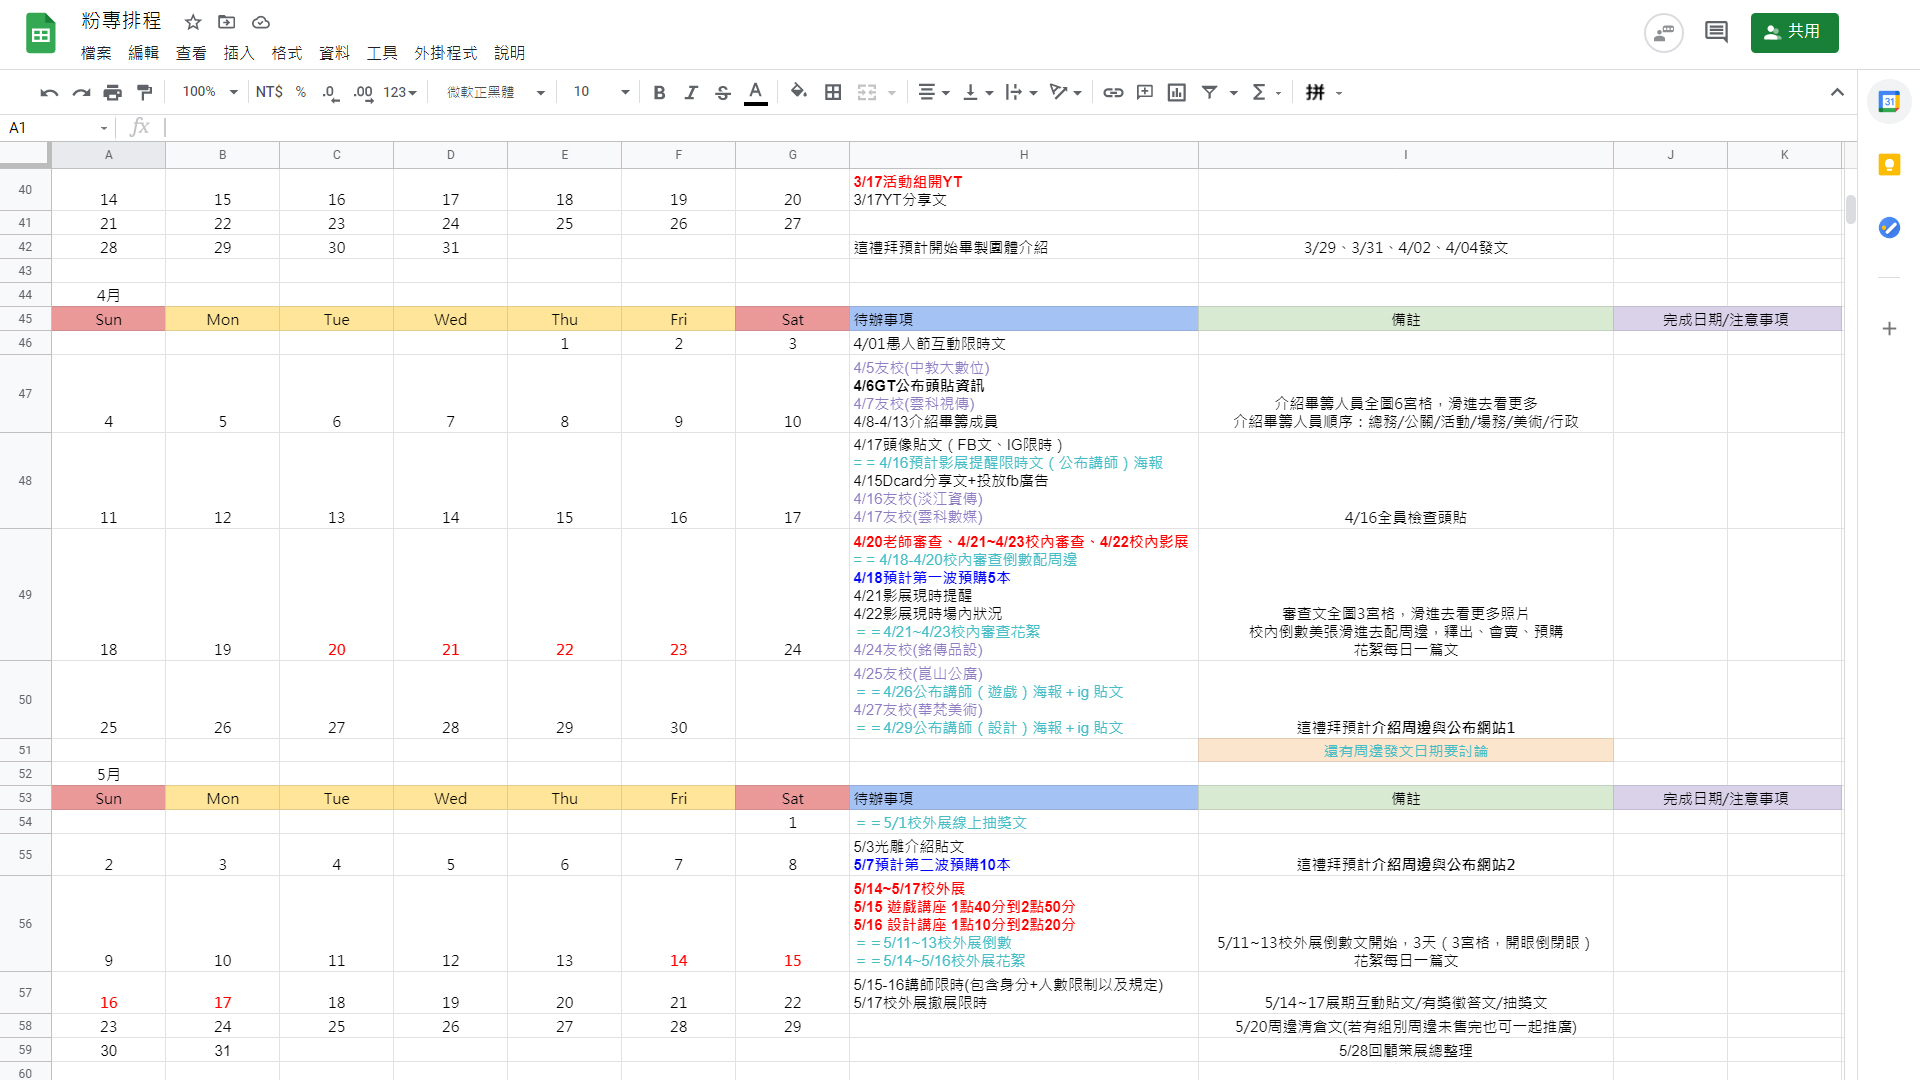 粉專排程
檔案 編輯 查看 插入 格式 資料 工具 外掛程式 說明
共用
100% NT$ % .0 .00 123 微軟正黑體 10 B I S A Σ 拼
A1 fx
31
A B C D E F G H I J K
40 14 15 16 17 18 19 20
3/17活動組開YT
3/17YT分享文
41 21 22 23 24 25 26 27
42 28 29 30 31 這禮拜預計開始畢製團體介紹 3/29、3/31、4/02、4/04發文
43
44 4月
45 Sun Mon Tue Wed Thu Fri Sat 待辦事項 備註 完成日期/注意事項
46 1 2 3 4/01愚人節互動限時文
47 4 5 6 7 8 9 10
4/5友校(中教大數位)
4/6GT公布頭貼資訊
4/7友校(雲科視傳)
4/8-4/13介紹畢籌成員
介紹畢籌人員全圖6宮格，滑進去看更多
介紹畢籌人員順序：總務/公關/活動/場務/美術/行政
48 11 12 13 14 15 16 17
4/17頭像貼文（FB文、IG限時）
==4/16預計影展提醒限時文（公布講師）海報
4/15Dcard分享文+投放fb廣告
4/16友校(淡江資傳)
4/17友校(雲科數媒)
4/16全員檢查頭貼
49 18 19 20 21 22 23 24
4/20老師審查、4/21~4/23校內審查、4/22校內影展
==4/18-4/20校內審查倒數配周邊
4/18預計第一波預購5本
4/21影展現時提醒
4/22影展現時場內狀況
＝＝4/21~4/23校內審查花絮
4/24友校(銘傳品設)
審查文全圖3宮格，滑進去看更多照片
校內倒數美張滑進去配周邊，釋出、會賣、預購
花絮每日一篇文
50 25 26 27 28 29 30
4/25友校(崑山公廣)
＝＝4/26公布講師（遊戲）海報＋ig 貼文
4/27友校(華梵美術)
＝＝4/29公布講師（設計）海報＋ig 貼文
這禮拜預計介紹周邊與公布網站1
51 還有周邊發文日期要討論
52 5月
53 Sun Mon Tue Wed Thu Fri Sat 待辦事項 備註 完成日期/注意事項
54 1 ＝＝5/1校外展線上抽獎文
55 2 3 4 5 6 7 8
5/3光雕介紹貼文
5/7預計第二波預購10本
這禮拜預計介紹周邊與公布網站2
56 9 10 11 12 13 14 15
5/14~5/17校外展
5/15 遊戲講座 1點40分到2點50分
5/16 設計講座 1點10分到2點20分
＝＝5/11~13校外展倒數
＝＝5/14~5/16校外展花絮
5/11~13校外展倒數文開始，3天（3宮格，開眼倒閉眼）
花絮每日一篇文
57 16 17 18 19 20 21 22
5/15-16講師限時(包含身分+人數限制以及規定)
5/17校外展撤展限時
5/14~17展期互動貼文/有獎徵答文/抽獎文
58 23 24 25 26 27 28 29 5/20周邊清倉文(若有組別周邊未售完也可一起推廣)
59 30 31 5/28回顧策展總整理
60